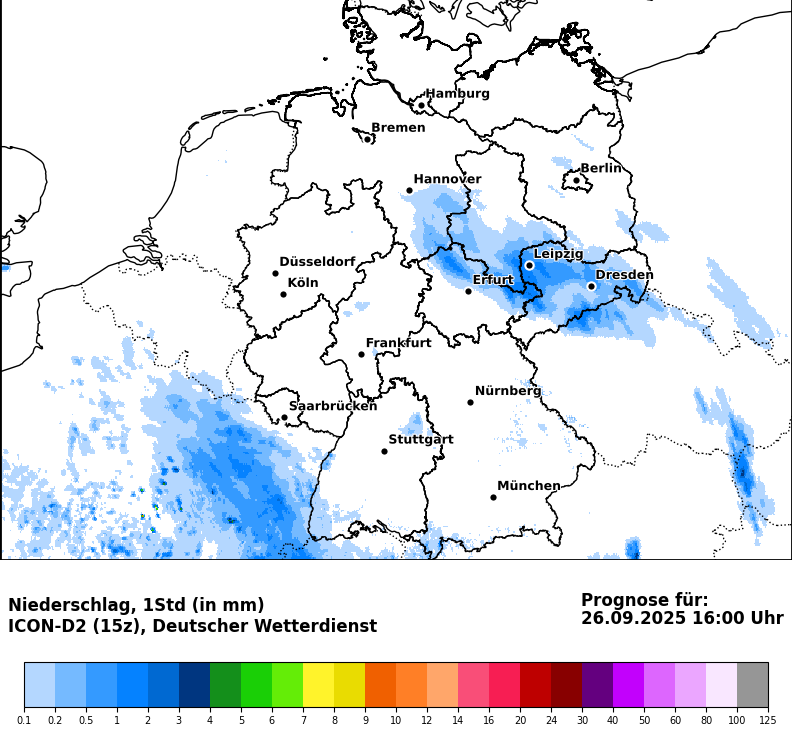 Hamburg
Bremen
Berlin
Hannover
Leipzig
Düsseldorf
Dresden
Köln
Erfurt
Frankfurt
Nürnberg
Saarbrücken
Stuttgart
München
Niederschlag, 1Std (in mm)
ICON-D2 (15z), Deutscher Wetterdienst
Prognose für:
26.09.2025 16:00 Uhr
0.1 0.2 0.5 1 2 3 4 5 6 7 8 9 10 12 14 16 20 24 30 40 50 60 80 100 125